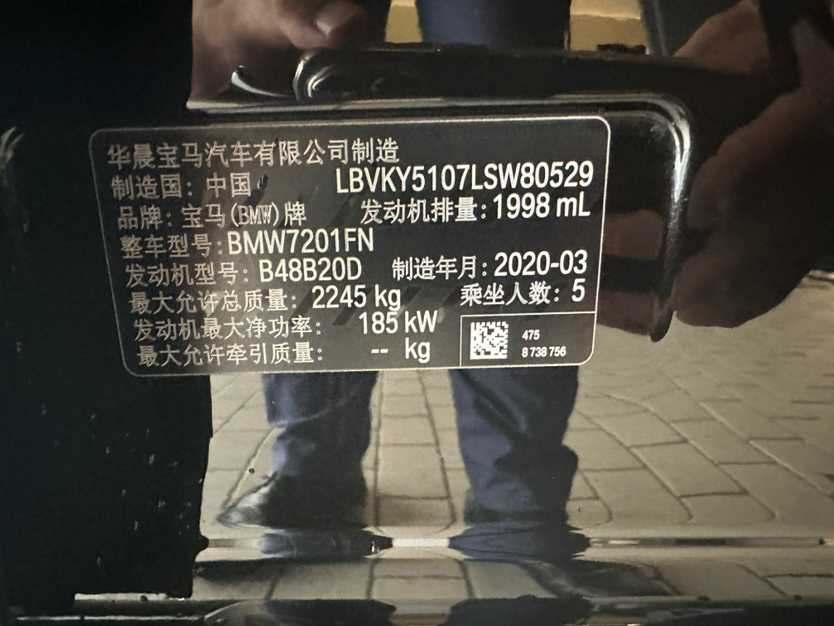 华晨宝马汽车有限公司制造
制造国：中国 LBVKY5107LSW80529
品牌：宝马(BMW)牌 发动机排量：1998 mL
整车型号：BMW7201FN
发动机型号：B48B20D 制造年月：2020-03
最大允许总质量：2245 kg 乘坐人数：5
发动机最大净功率：185 kW
最大允许牵引质量：-- kg
475
8 738 756